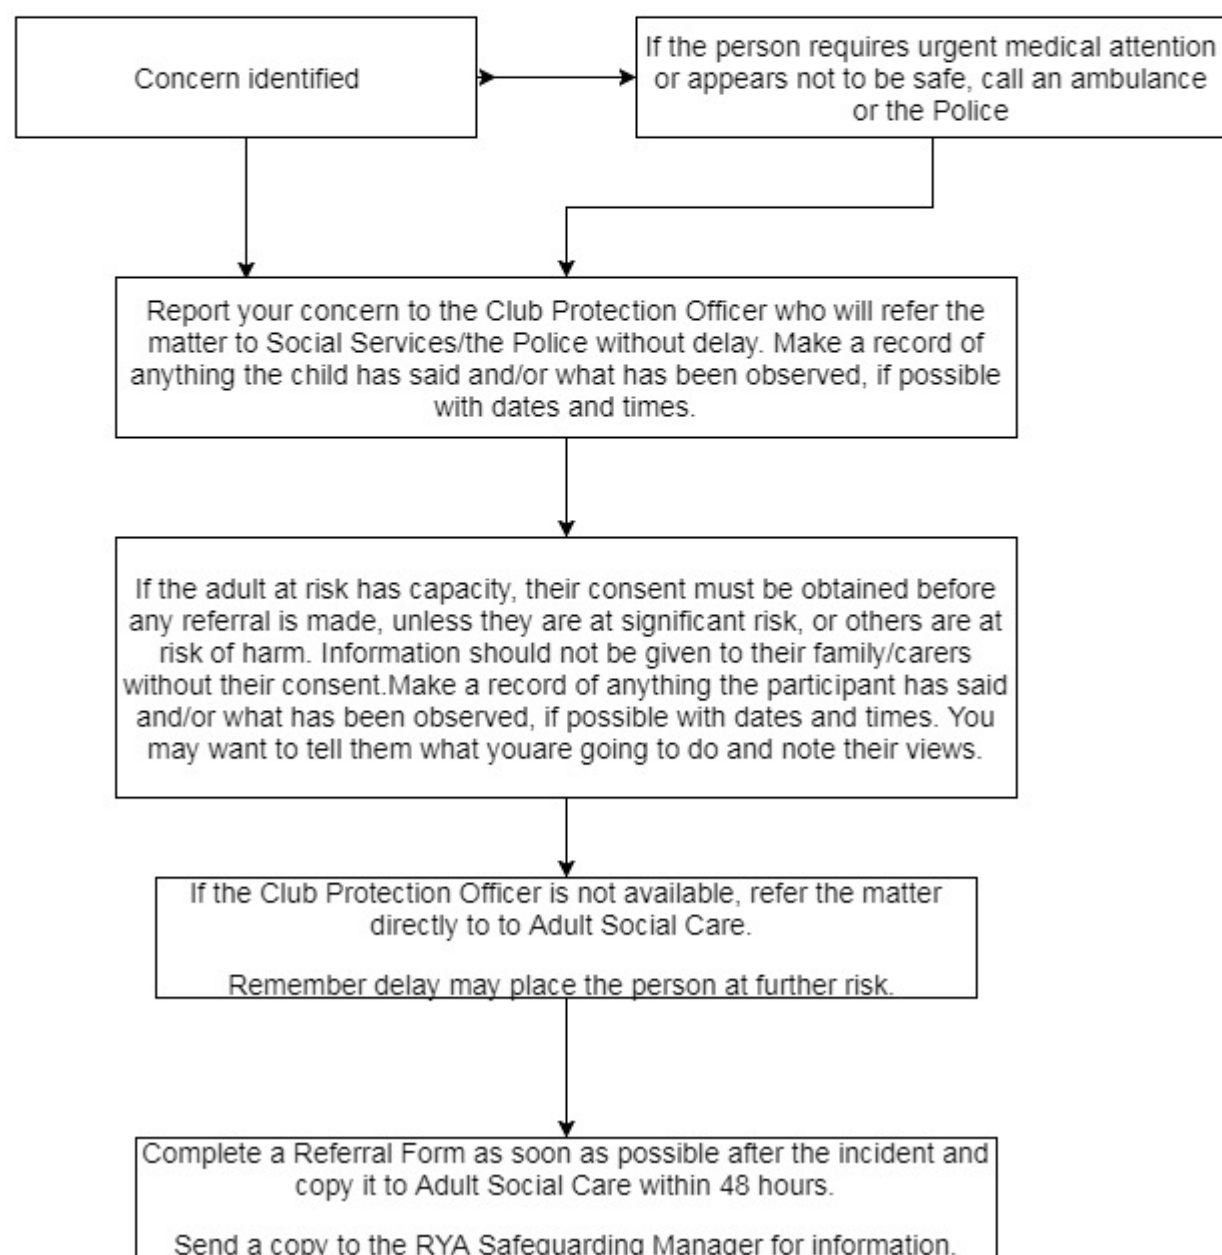 Concern identified
If the person requires urgent medical attention
or appears not to be safe, call an ambulance
or the Police
Report your concern to the Club Protection Officer who will refer the
matter to Social Services/the Police without delay. Make a record of
anything the child has said and/or what has been observed, if possible
with dates and times.
If the adult at risk has capacity, their consent must be obtained before
any referral is made, unless they are at significant risk, or others are at
risk of harm. Information should not be given to their family/carers
without their consent.Make a record of anything the participant has said
and/or what has been observed, if possible with dates and times. You
may want to tell them what youare going to do and note their views.
If the Club Protection Officer is not available, refer the matter
directly to to Adult Social Care.
Remember delay may place the person at further risk.
Complete a Referral Form as soon as possible after the incident and
copy it to Adult Social Care within 48 hours.
Send a copy to the RYA Safeguarding Manager for information.